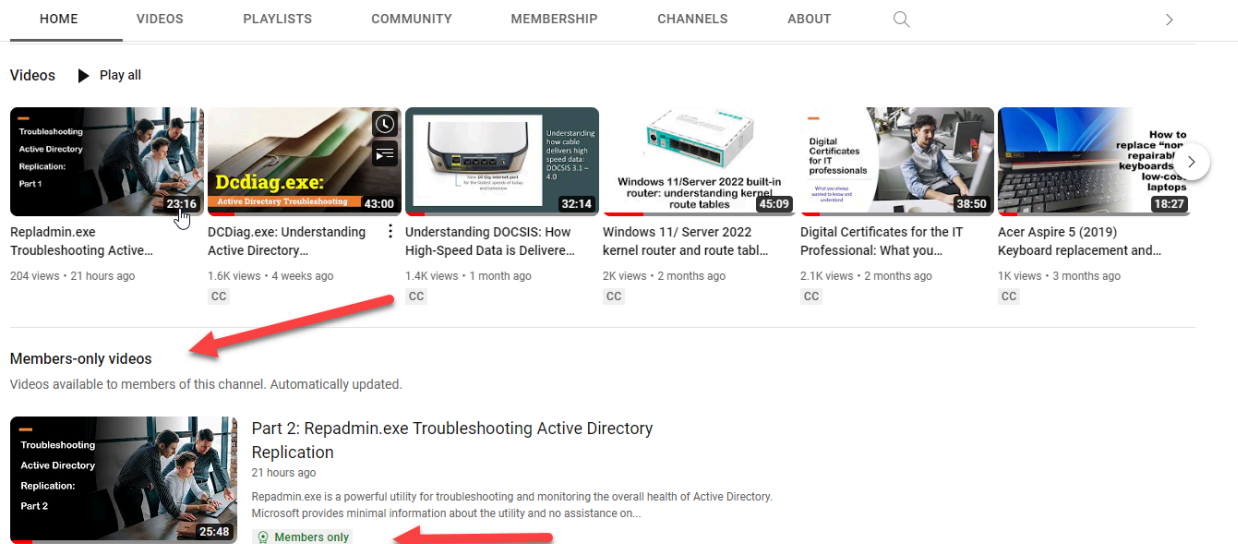 HOME VIDEOS PLAYLISTS COMMUNITY MEMBERSHIP CHANNELS ABOUT
Videos Play all
Troubleshooting
Active Directory
Replication:
Part 1
23:16
Dcdiag.exe:
Active Directory Troubleshooting
43:00
Understanding
how cable
delivers high
speed data:
DOCSIS 3.1 –
4.0
32:14
Windows 11/Server 2022 built-in
router: understanding kernel
route tables
45:09
Digital
Certificates
for IT
professionals
What you always
wanted to know and
understand
38:50
How to
replace "non
repairabl
keyboards
low-cos
laptops
18:27
Repladmin.exe
Troubleshooting Active...
204 views • 21 hours ago
DCDiag.exe: Understanding
Active Directory...
1.6K views • 4 weeks ago
CC
Understanding DOCSIS: How
High-Speed Data is Delivere...
1.4K views • 1 month ago
CC
Windows 11/ Server 2022
kernel router and route tabl...
2K views • 2 months ago
CC
Digital Certificates for the IT
Professional: What you...
2.1K views • 2 months ago
CC
Acer Aspire 5 (2019)
Keyboard replacement and...
1K views • 3 months ago
CC
Members-only videos
Videos available to members of this channel. Automatically updated.
Troubleshooting
Active Directory
Replication:
Part 2
25:48
Part 2: Repadmin.exe Troubleshooting Active Directory
Replication
21 hours ago
Repadmin.exe is a powerful utility for troubleshooting and monitoring the overall health of Active Directory.
Microsoft provides minimal information about the utility and no assistance on...
Members only